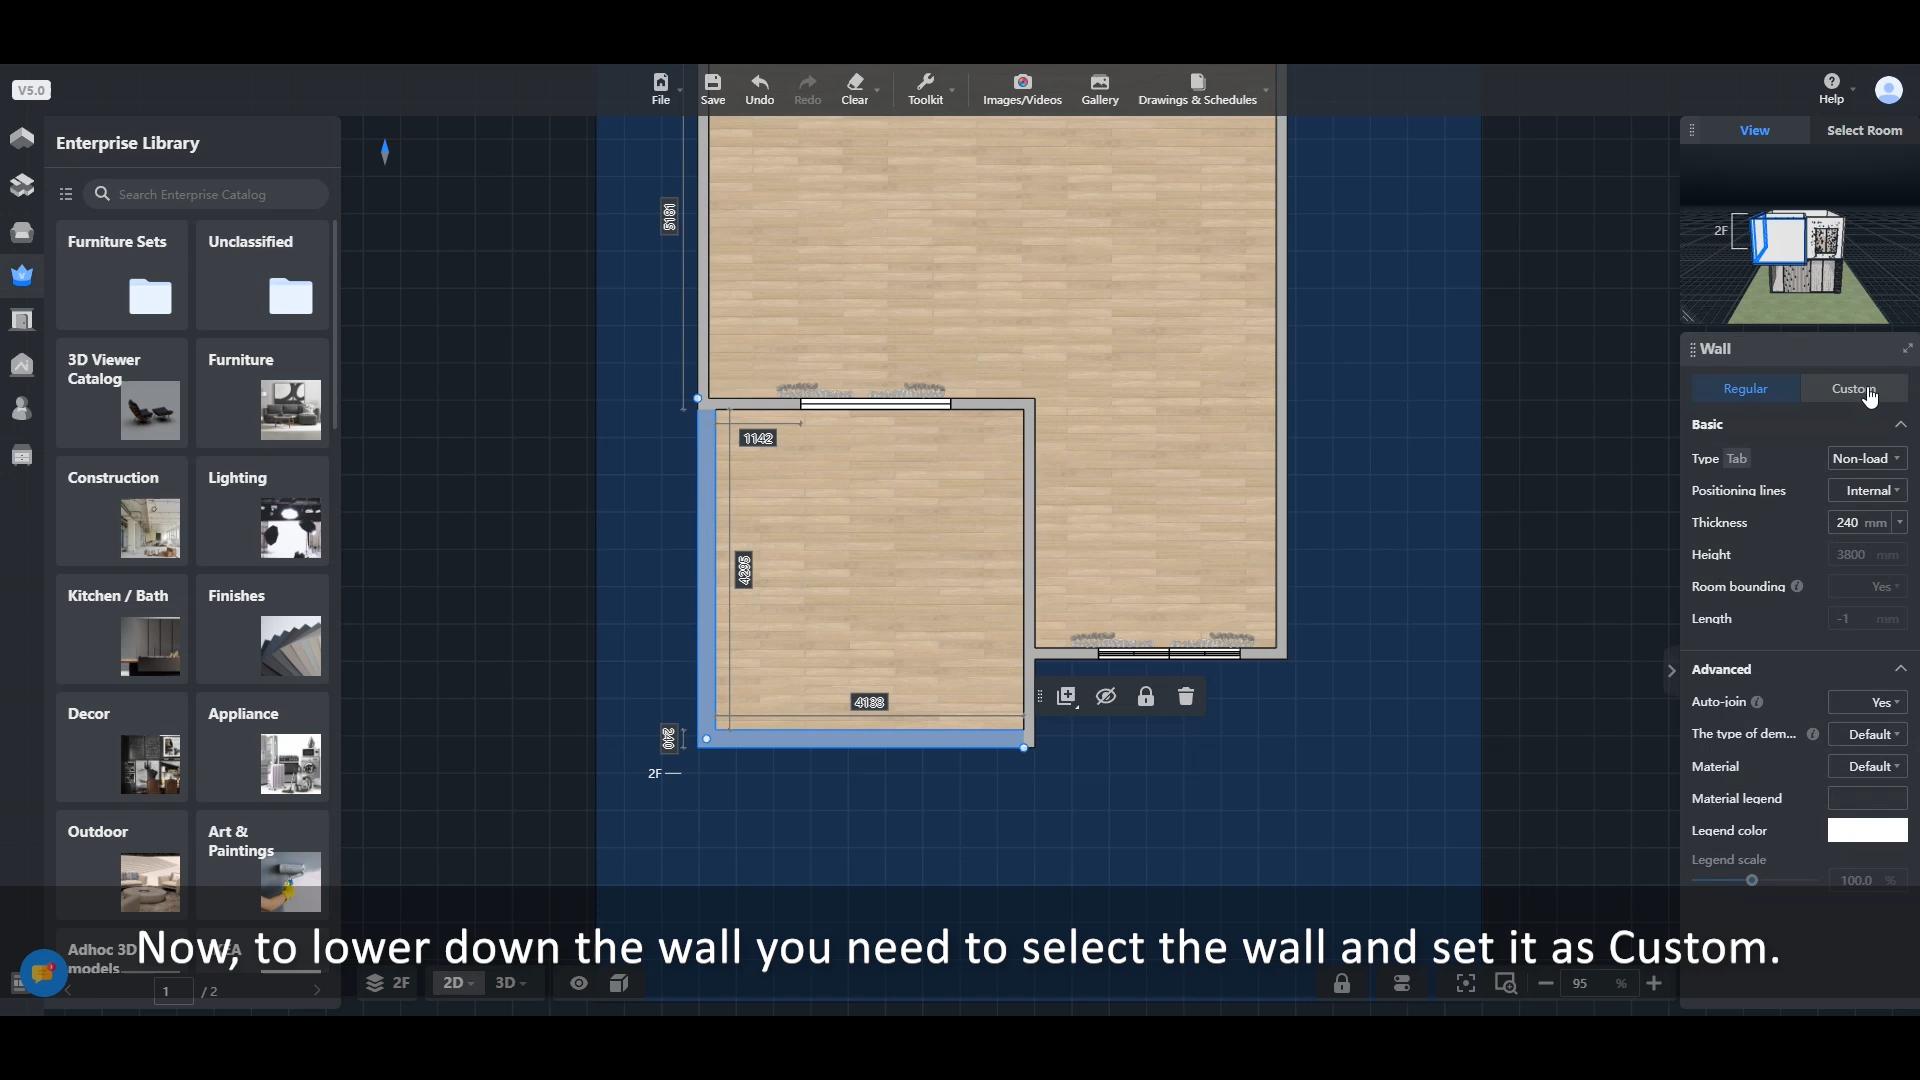 V5.0
File
Save
Undo
Redo
Clear
Toolkit
Images/Videos
Gallery
Drawings & Schedules
Help
Enterprise Library
Search Enterprise Catalog
Furniture Sets
Unclassified
3D Viewer
Catalog
Furniture
Construction
Lighting
Kitchen / Bath
Finishes
Decor
Appliance
Outdoor
Art &
Paintings
Adhoc 3D
models
1
/ 2
5181
1142
4295
4133
240
2F
View
Select Room
2F
Wall
Regular
Custom
Basic
Type Tab
Non-load
Positioning lines
Internal
Thickness
240 mm
Height
3800 mm
Room bounding
Yes
Length
-1 mm
Advanced
Auto-join
Yes
The type of dem...
Default
Material
Default
Material legend
Legend color
Legend scale
100.0 %
Now, to lower down the wall you need to select the wall and set it as Custom.
2F
2D
3D
95 %